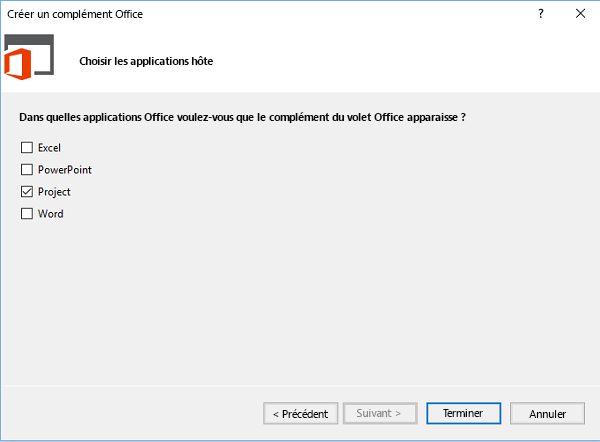 Créer un complément Office
?
Choisir les applications hôte
Dans quelles applications Office voulez-vous que le complément du volet Office apparaisse ?
Excel
PowerPoint
Project
Word
< Précédent
Suivant >
Terminer
Annuler